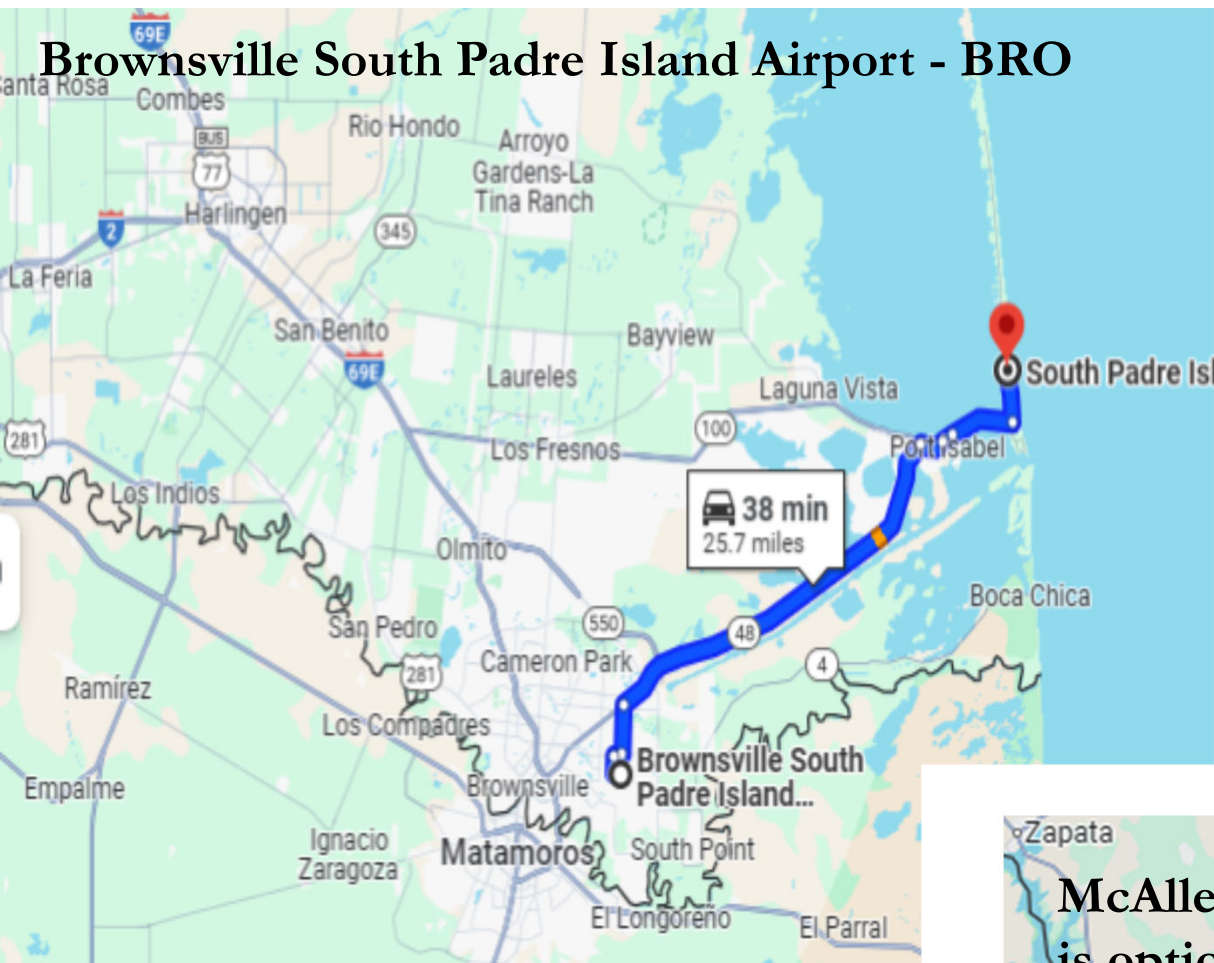 Brownsville South Padre Island Airport - BRO
69E
Santa Rosa
Combes
Rio Hondo
Arroyo
Gardens-La
Tina Ranch
BUS
77
Harlingen
2
345
La Feria
San Benito
69E
Bayview
Laureles
Laguna Vista
South Padre Isl
281
100
Los Fresnos
Port Isabel
Los Indios
38 min
25.7 miles
Olmito
Boca Chica
550
48
San Pedro
Cameron Park
4
281
Ramírez
Los Compadres
Brownsville South
Padre Island...
Empalme
Brownsville
Ignacio
Zaragoza
Matamoros
South Point
Zapata
McAlle
El Longoreño
El Parral
is optic